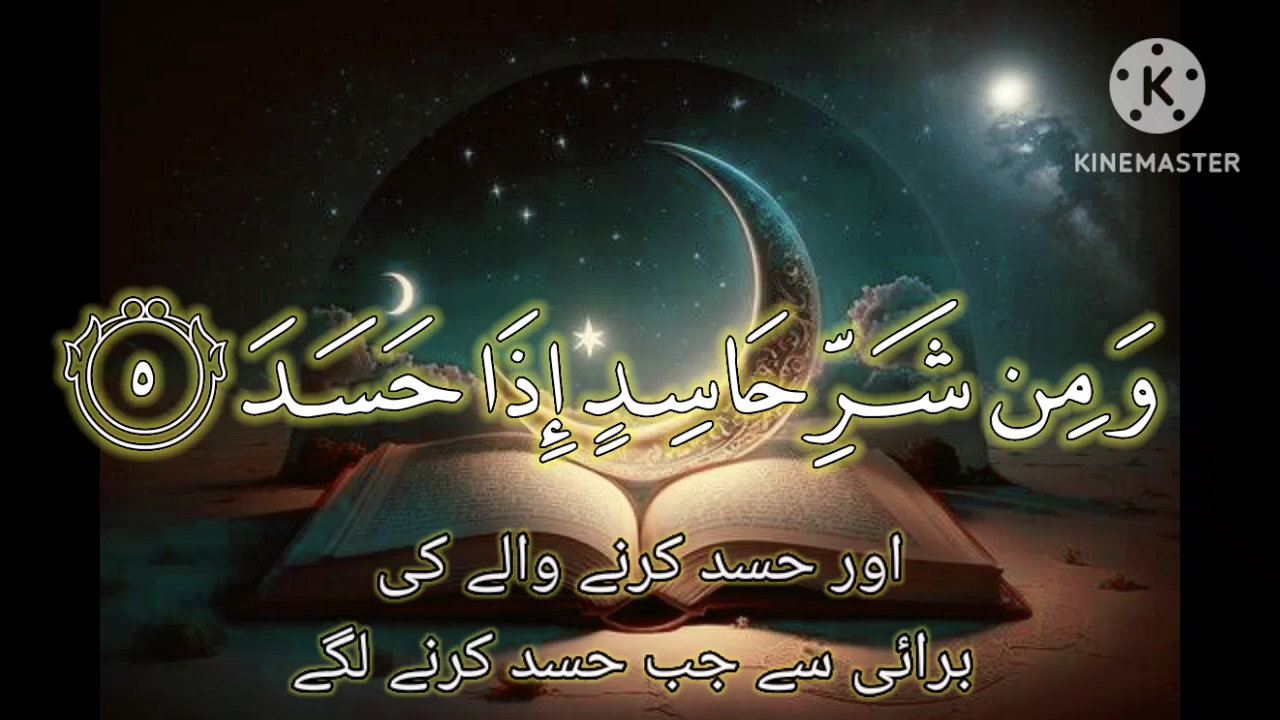 KINEMASTER
وَمِن شَرِّ حَاسِدٍ إِذَا حَسَدَ ٥
اور حسد کرنے والے کی
برائی سے جب حسد کرنے لگے